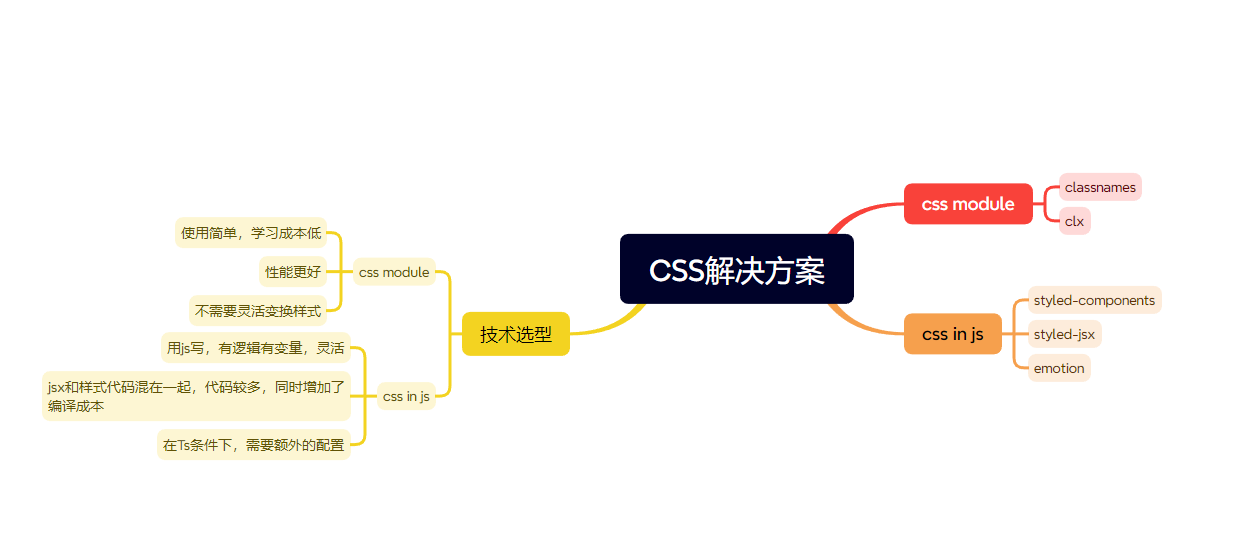 CSS解决方案
css module
classnames
clx
css in js
styled-components
styled-jsx
emotion
技术选型
css module
使用简单，学习成本低
性能更好
不需要灵活变换样式
css in js
用js写，有逻辑有变量，灵活
jsx和样式代码混在一起，代码较多，同时增加了
编译成本
在Ts条件下，需要额外的配置